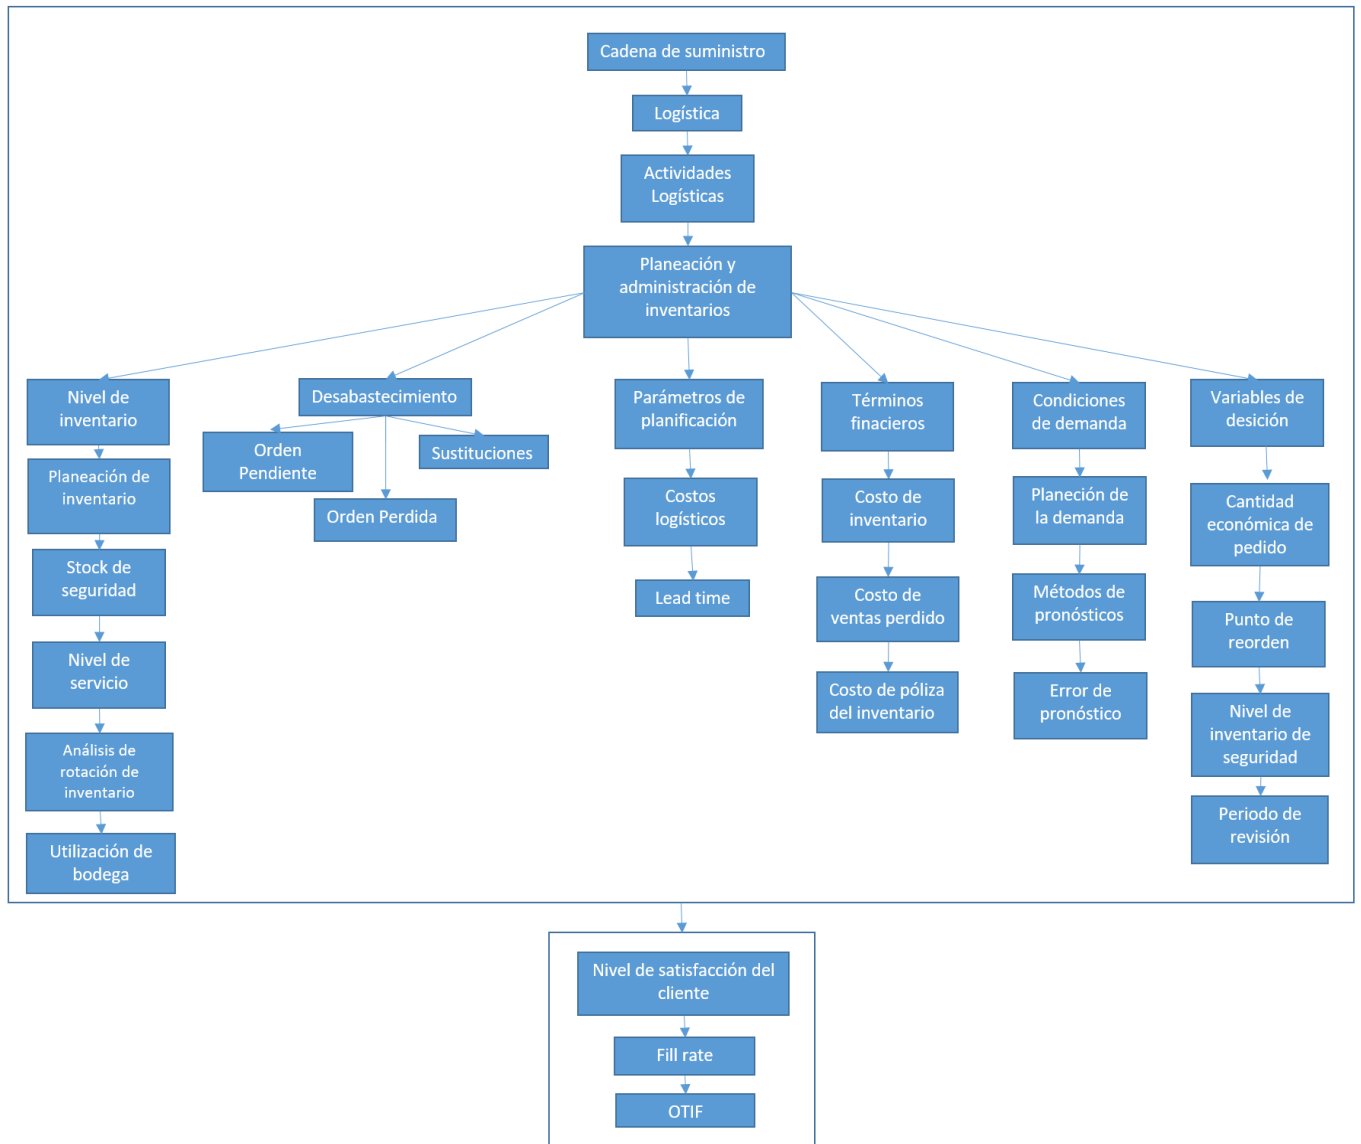 Cadena de suministro
Logística
Actividades
Logísticas
Planeación y
administración de
inventarios
Nivel de
inventario
Planeación de
inventario
Stock de
seguridad
Nivel de
servicio
Análisis de
rotación de
inventario
Utilización de
bodega
Desabastecimiento
Orden
Pendiente
Orden Perdida
Sustituciones
Parámetros de
planificación
Costos
logísticos
Lead time
Términos
finacieros
Costo de
inventario
Costo de
ventas perdido
Costo de póliza
del inventario
Condiciones
de demanda
Planeción de
la demanda
Métodos de
pronósticos
Error de
pronóstico
Variables de
desición
Cantidad
económica de
pedido
Punto de
reorden
Nivel de
inventario de
seguridad
Periodo de
revisión
Nivel de satisfacción del
cliente
Fill rate
OTIF